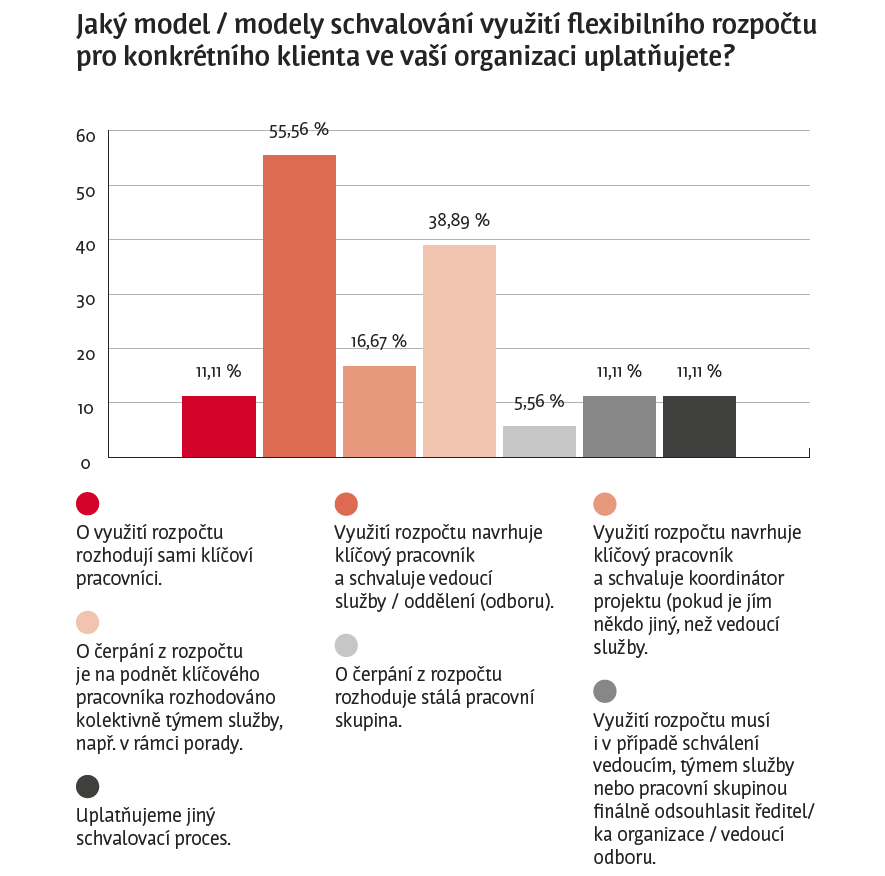 Jaký model / modely schvalování využití flexibilního rozpočtu
pro konkrétního klienta ve vaší organizaci uplatňujete?
60
50
40
30
20
10
0
11,11 %
55,56 %
16,67 %
38,89 %
5,56 %
11,11 %
11,11 %
O využití rozpočtu
rozhodují sami klíčoví
pracovníci.
Využití rozpočtu navrhuje
klíčový pracovník
a schvaluje vedoucí
služby / oddělení (odboru).
Využití rozpočtu navrhuje
klíčový pracovník
a schvaluje koordinátor
projektu (pokud je jím
někdo jiný, než vedoucí
služby.
O čerpání z rozpočtu
je na podnět klíčového
pracovníka rozhodováno
kolektivně týmem služby,
např. v rámci porady.
O čerpání z rozpočtu
rozhoduje stálá pracovní
skupina.
Využití rozpočtu musí
i v případě schválení
vedoucím, týmem služby
nebo pracovní skupinou
finálně odsouhlasit ředitel/
ka organizace / vedoucí
odboru.
Uplatňujeme jiný
schvalovací proces.